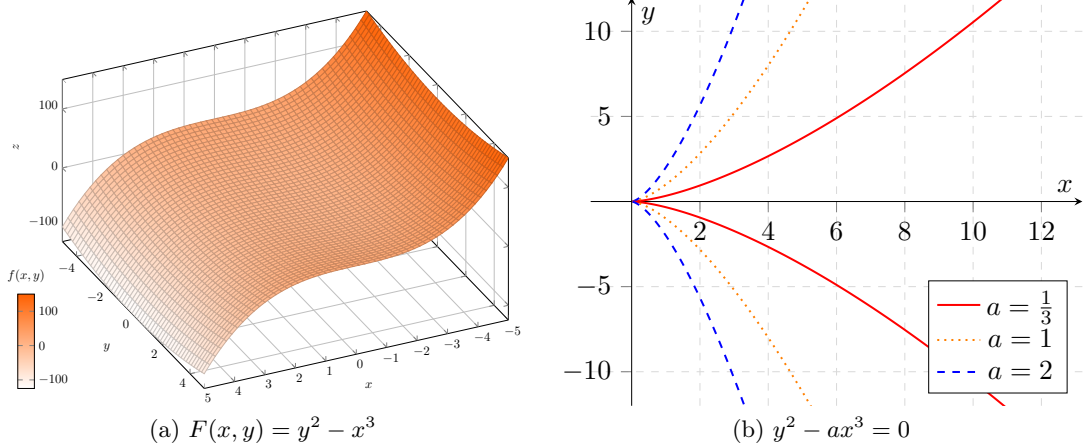 100
0
−100
z
−4
−2
0
2
4
y
5
4
3
2
1
0
−1
−2
−3
−4
−5
x
f(x, y)
100
0
−100
(a) F(x, y) = y² − x³
y
10
5
−5
−10
x
2
4
6
8
10
12
a = 1/3
a = 1
a = 2
(b) y² − ax³ = 0